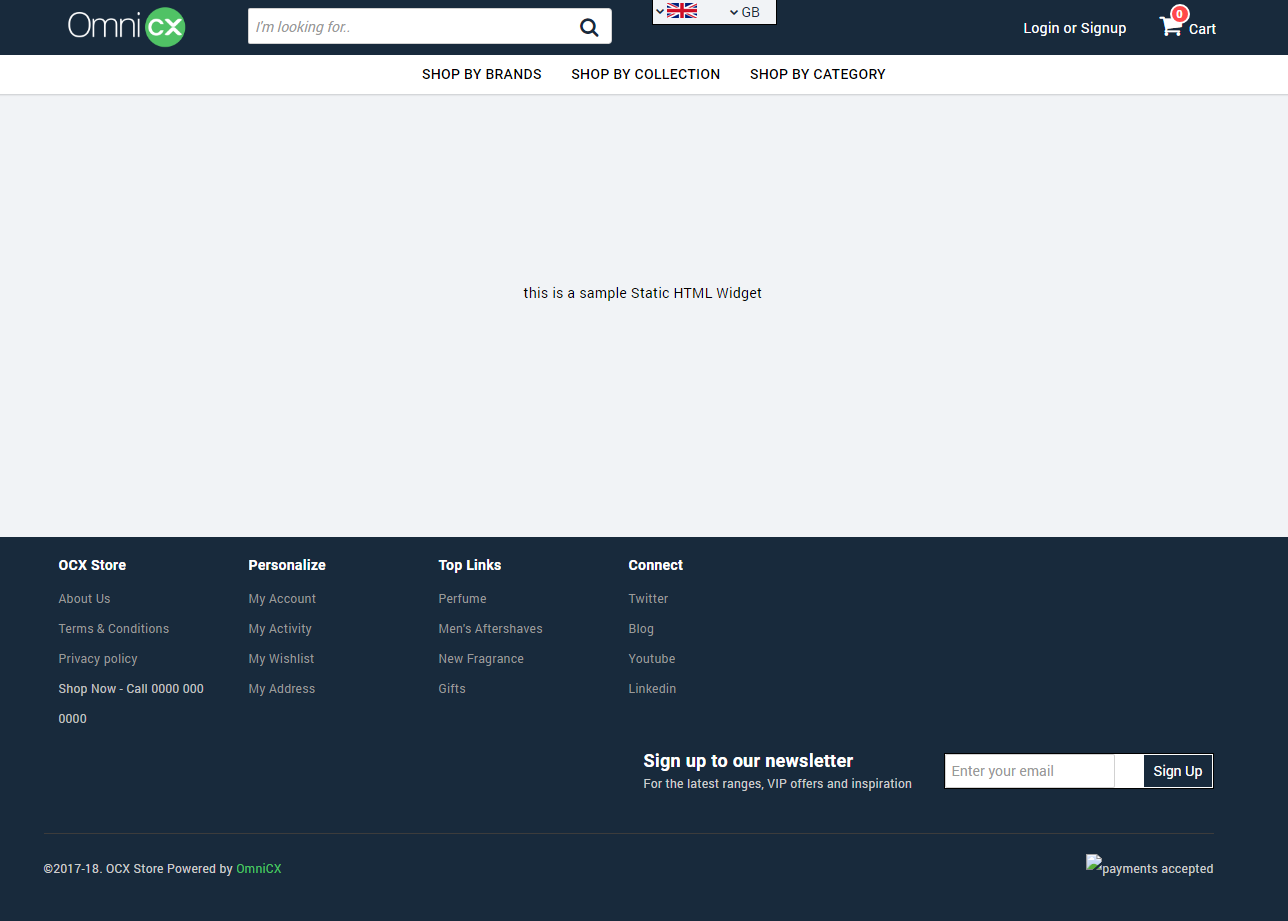 Omni CX
I'm looking for..
GB
Login or Signup
0
Cart
SHOP BY BRANDS SHOP BY COLLECTION SHOP BY CATEGORY
this is a sample Static HTML Widget
OCX Store
About Us
Terms & Conditions
Privacy policy
Shop Now - Call 0000 000
0000
Personalize
My Account
My Activity
My Wishlist
My Address
Top Links
Perfume
Men's Aftershaves
New Fragrance
Gifts
Connect
Twitter
Blog
Youtube
Linkedin
Sign up to our newsletter
For the latest ranges, VIP offers and inspiration
Enter your email
Sign Up
©2017-18. OCX Store Powered by OmniCX
payments accepted